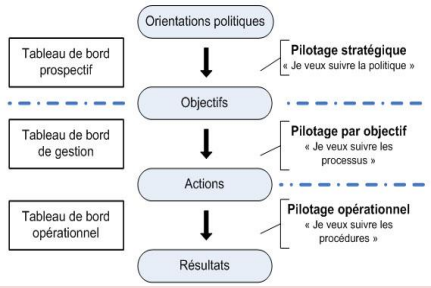 Orientations politiques
Tableau de bord
prospectif
Pilotage stratégique
« Je veux suivre la politique »
Objectifs
Tableau de bord
de gestion
Pilotage par objectif
« Je veux suivre les
processus »
Actions
Tableau de bord
opérationnel
Pilotage opérationnel
« Je veux suivre les
procédures »
Résultats